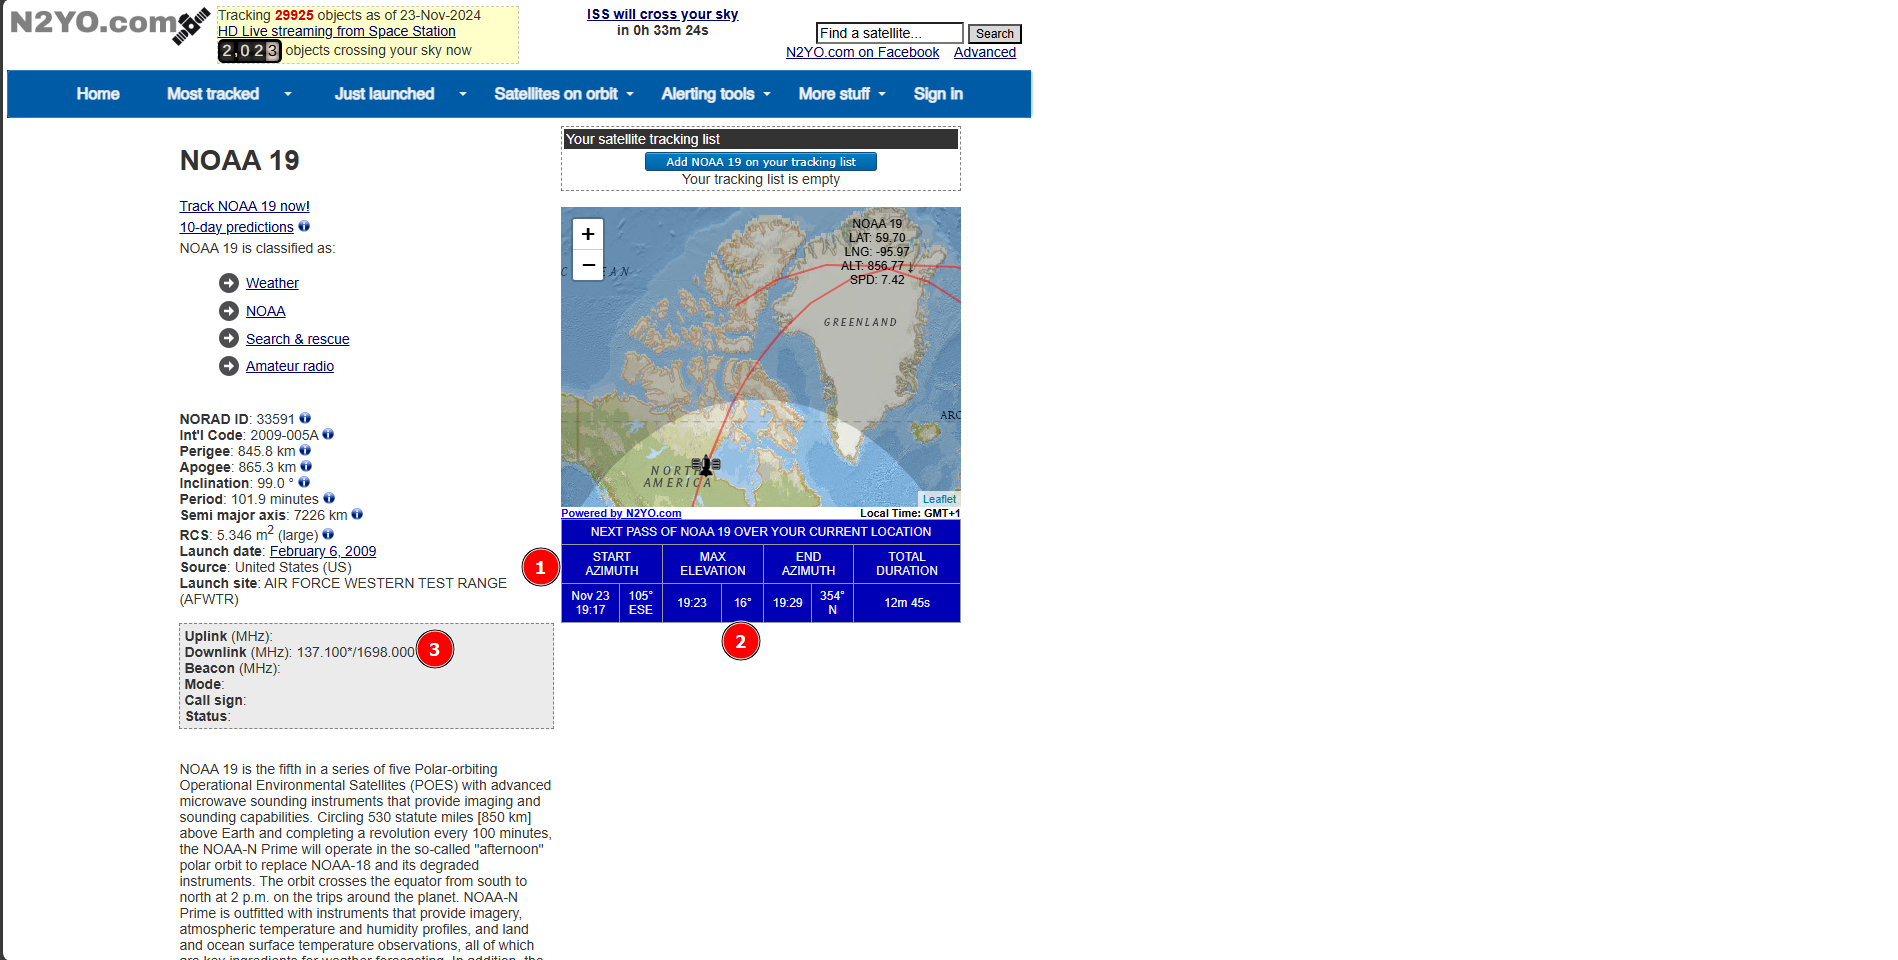 N2YO.com
Tracking 29925 objects as of 23-Nov-2024
HD Live streaming from Space Station
2,023 objects crossing your sky now
ISS will cross your sky
in 0h 33m 24s
Find a satellite...
Search
N2YO.com on Facebook
Advanced
Home
Most tracked
Just launched
Satellites on orbit
Alerting tools
More stuff
Sign in
NOAA 19
Track NOAA 19 now!
10-day predictions
NOAA 19 is classified as:
Weather
NOAA
Search & rescue
Amateur radio
NORAD ID: 33591
Int'l Code: 2009-005A
Perigee: 845.8 km
Apogee: 865.3 km
Inclination: 99.0 °
Period: 101.9 minutes
Semi major axis: 7226 km
RCS: 5.346 m2 (large)
Launch date: February 6, 2009
Source: United States (US)
Launch site: AIR FORCE WESTERN TEST RANGE
(AFWTR)
Uplink (MHz):
Downlink (MHz): 137.100*/1698.000
3
Beacon (MHz):
Mode:
Call sign:
Status:
NOAA 19 is the fifth in a series of five Polar-orbiting
Operational Environmental Satellites (POES) with advanced
microwave sounding instruments that provide imaging and
sounding capabilities. Circling 530 statute miles [850 km]
above Earth and completing a revolution every 100 minutes,
the NOAA-N Prime will operate in the so-called "afternoon"
polar orbit to replace NOAA-18 and its degraded
instruments. The orbit crosses the equator from south to
north at 2 p.m. on the trips around the planet. NOAA-N
Prime is outfitted with instruments that provide imagery,
atmospheric temperature and humidity profiles, and land
and ocean surface temperature observations, all of which
are key ingredients for weather forecasting. In addition, the
Your satellite tracking list
Add NOAA 19 on your tracking list
Your tracking list is empty
+
−
NOAA 19
LAT: 59.70
LNG: -95.97
ALT: 856.77 ↓
SPD: 7.42
GREENLAND
NORTH
AMERICA
ARC
Leaflet
Powered by N2YO.com
Local Time: GMT+1
NEXT PASS OF NOAA 19 OVER YOUR CURRENT LOCATION
1
START AZIMUTH
MAX ELEVATION
END AZIMUTH
TOTAL DURATION
Nov 23 19:17
105° ESE
19:23
16°
19:29
354° N
12m 45s
2